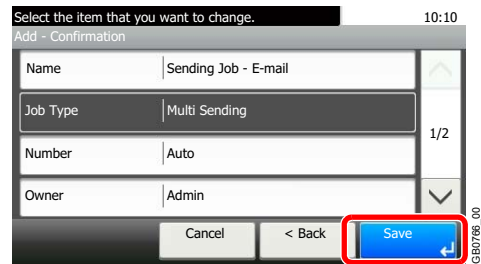 Select the item that you want to change. 10:10
Add - Confirmation
Name Sending Job - E-mail
Job Type Multi Sending
1/2
Number Auto
Owner Admin
Cancel < Back Save
GB0766_00